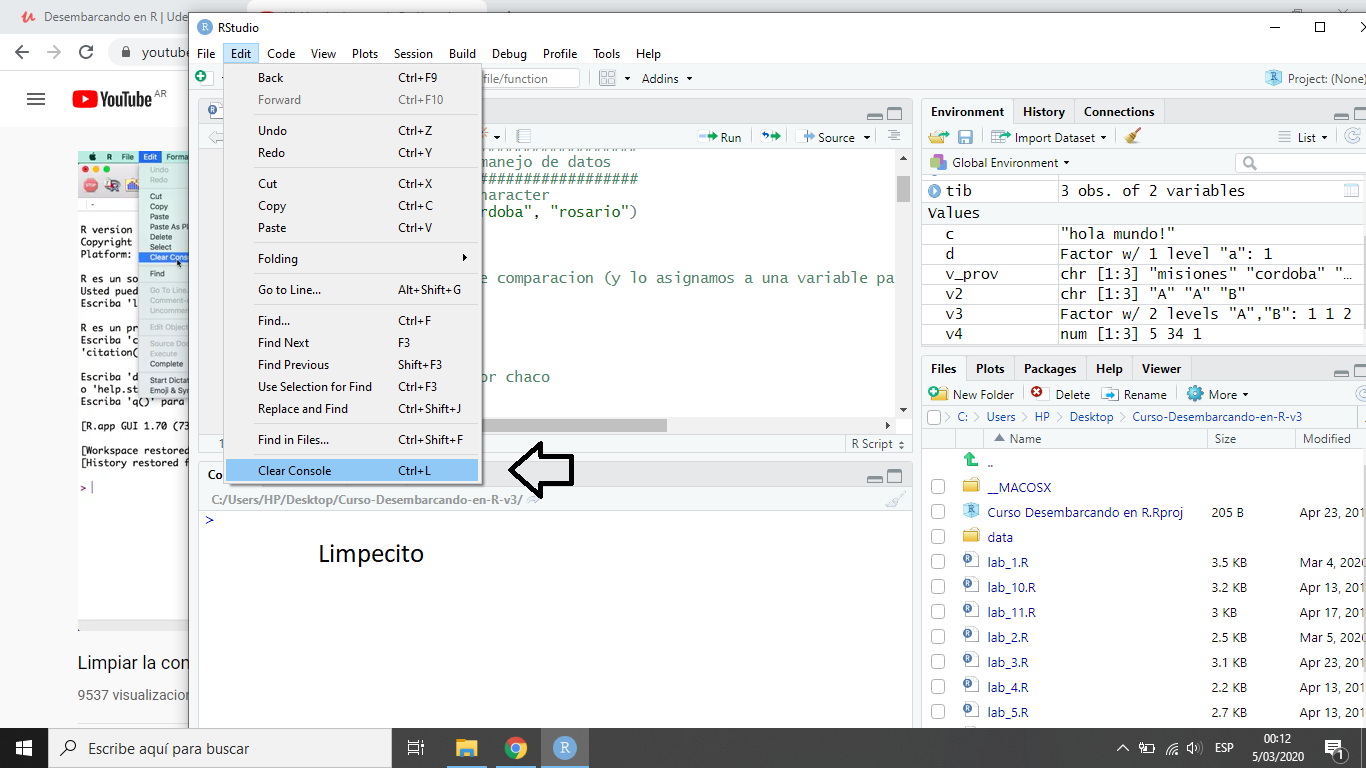 Desembarcando en R | Ude
RStudio
youtube
YouTube AR
File Edit Code View Plots Session Build Debug Profile Tools Help
file/function Addins Project: (None)
Back Ctrl+F9
Forward Ctrl+F10
Undo Ctrl+Z
Redo Ctrl+Y
Cut Ctrl+X
Copy Ctrl+C
Paste Ctrl+V
Folding
Go to Line... Alt+Shift+G
Find... Ctrl+F
Find Next F3
Find Previous Shift+F3
Use Selection for Find Ctrl+F3
Replace and Find Ctrl+Shift+J
Find in Files... Ctrl+Shift+F
Clear Console Ctrl+L
Run Source
manejo de datos
##################
haracter
rdoba", "rosario")
e comparacion (y lo asignamos a una variable pa
or chaco
R Script
Co
C:/Users/HP/Desktop/Curso-Desembarcando-en-R-v3/
>
Limpecito
Environment History Connections
Import Dataset List
Global Environment
tib 3 obs. of 2 variables
Values
c "hola mundo!"
d Factor w/ 1 level "a": 1
v_prov chr [1:3] "misiones" "cordoba" "…
v2 chr [1:3] "A" "A" "B"
v3 Factor w/ 2 levels "A","B": 1 1 2
v4 num [1:3] 5 34 1
Files Plots Packages Help Viewer
New Folder Delete Rename More
C: Users HP Desktop Curso-Desembarcando-en-R-v3
Name Size Modified
..
__MACOSX
Curso Desembarcando en R.Rproj 205 B Apr 23, 201
data
lab_1.R 3.5 KB Mar 4, 2020
lab_10.R 3.2 KB Apr 13, 201
lab_11.R 3 KB Apr 17, 201
lab_2.R 2.5 KB Mar 5, 2020
lab_3.R 3.1 KB Apr 23, 201
lab_4.R 2.2 KB Apr 13, 201
lab_5.R 2.7 KB Apr 13, 201
R File Edit Forma
Undo
Redo
Cut
Copy
Paste
Paste As Pl
Delete
Select
Clear Cons
Find
Go To Line
Comment-
Uncomme
Edit Object
Source Doc
Execute
Complete
Start Dictat
Emoji & Sy
R version
Copyright
Platform:
R es un so
Usted pued
Escriba 'l
R es un pr
Escriba 'c
'citation(
Escriba 'd
o 'help.st
Escriba 'q()' para
[R.app GUI 1.70 (73
[Workspace restored
[History restored f
>
Limpiar la con
9537 visualizacion
Escribe aquí para buscar
ESP
00:12
5/03/2020
1